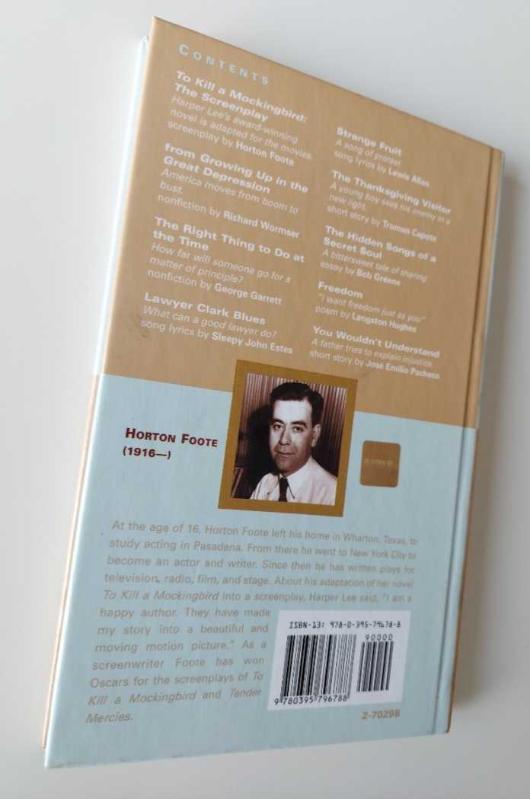 CONTENTS
To Kill a Mockingbird:
The Screenplay
Harper Lee's award-winning
novel is adapted for the movies.
screenplay by Horton Foote
from Growing Up in the
Great Depression
America moves from boom to
bust.
nonfiction by Richard Wormser
The Right Thing to Do at
the Time
How far will someone go for a
matter of principle?
nonfiction by George Garrett
Lawyer Clark Blues
What can a good lawyer do?
song lyrics by Sleepy John Estes
Strange Fruit
A song of protest
song lyrics by Lewis Allan
The Thanksgiving Visitor
A young boy sees his enemy in a
new light.
short story by Truman Capote
The Hidden Songs of a
Secret Soul
A bittersweet tale of sharing
essay by Bob Greene
Freedom
"I want freedom just as you"
poem by Langston Hughes
You Wouldn't Understand
A father tries to explain injustice.
short story by José Emilio Pacheco
HORTON FOOTE
(1916—)
At the age of 16, Horton Foote left his home in Wharton, Texas, to
study acting in Pasadena. From there he went to New York City to
become an actor and writer. Since then he has written plays for
television, radio, film, and stage. About his adaptation of her novel
To Kill a Mockingbird into a screenplay, Harper Lee said, "I am a
happy author. They have made
my story into a beautiful and
moving motion picture." As a
screenwriter Foote has won
Oscars for the screenplays of To
Kill a Mockingbird and Tender
Mercies.
ISBN-13: 978-0-395-79678-8
90000
9 780395 796788
2-70298